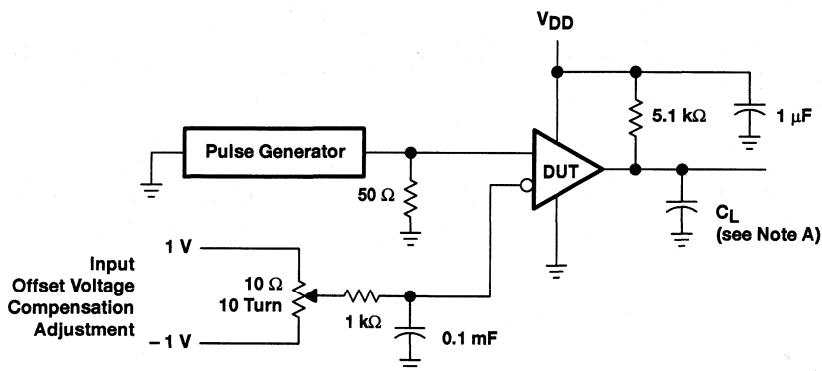 VDD
5.1 kΩ
1 µF
Pulse Generator
DUT
50 Ω
CL
(see Note A)
1 V
Input
Offset Voltage
Compensation
Adjustment
10 Ω
10 Turn
1 kΩ
0.1 mF
– 1 V